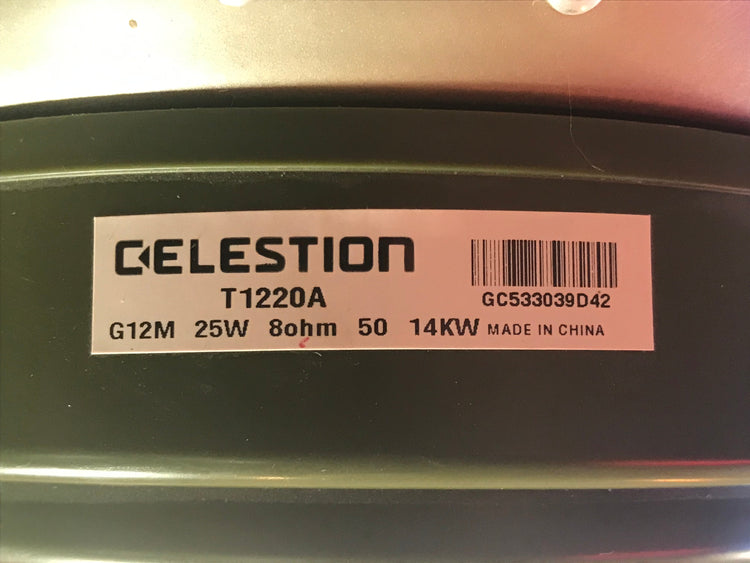 CELESTION
T1220A
GC533039D42
G12M 25W 8ohm 50 14KW MADE IN CHINA